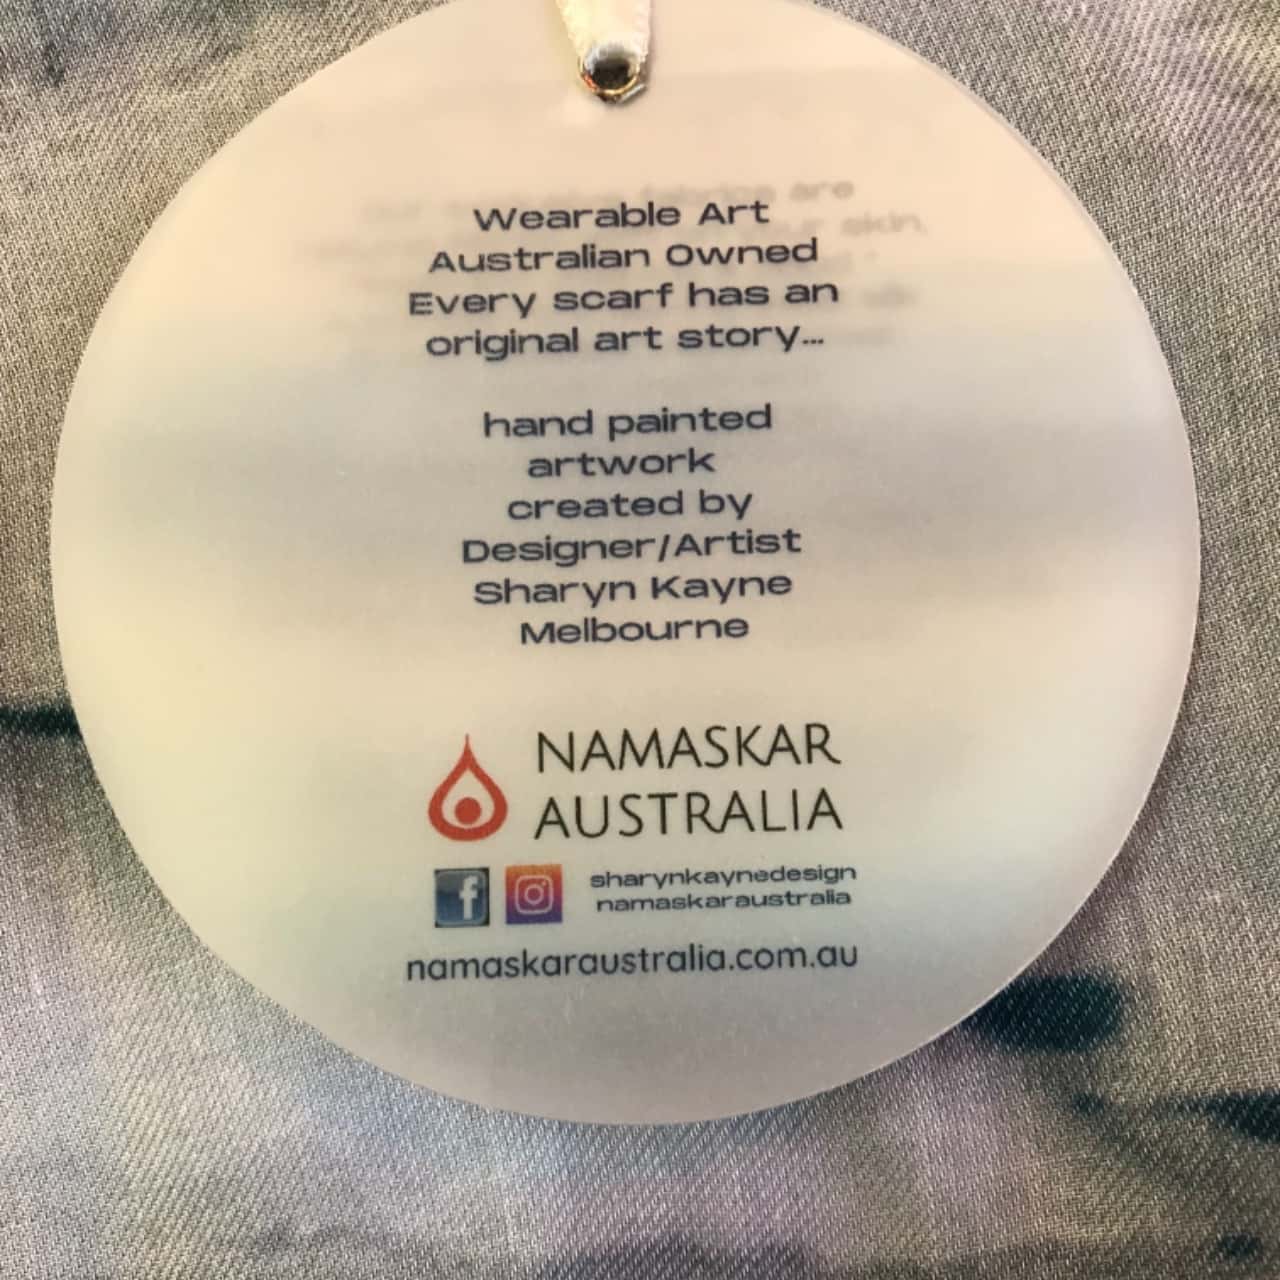 Wearable Art
Australian Owned
Every scarf has an
original art story...
hand painted
artwork
created by
Designer/Artist
Sharyn Kayne
Melbourne
NAMASKAR
AUSTRALIA
sharynkaynedesign
namaskaraustralia
namaskaraustralia.com.au